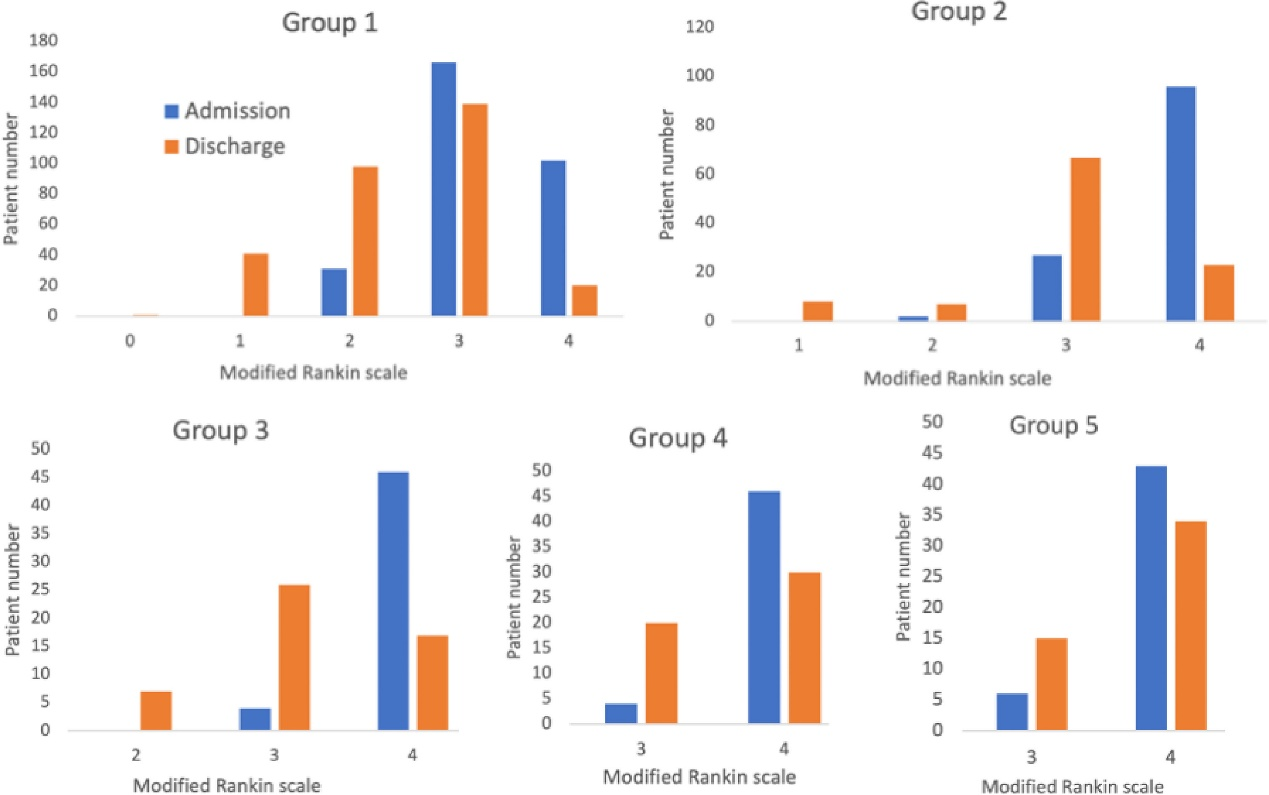 Group 1
180
160
140
120
100
80
60
40
20
0
Patient number
Admission
Discharge
0 1 2 3 4
Modified Rankin scale
Group 2
120
100
80
60
40
20
0
Patient number
1 2 3 4
Modified Rankin scale
Group 3
50
45
40
35
30
25
20
15
10
5
0
Patient number
2 3 4
Modified Rankin scale
Group 4
50
45
40
35
30
25
20
15
10
5
0
Patient number
3 4
Modified Rankin scale
Group 5
50
45
40
35
30
25
20
15
10
5
0
Patient number
3 4
Modified Rankin scale